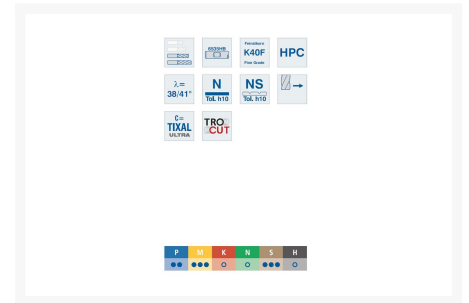 6535HB
Feinstkorn
K40F
Fine Grade
HPC
λ=
38/41°
N
Tol. h10
NS
Tol. h10
C=
TIXAL
ULTRA
TRO
CUT
P M K N S H